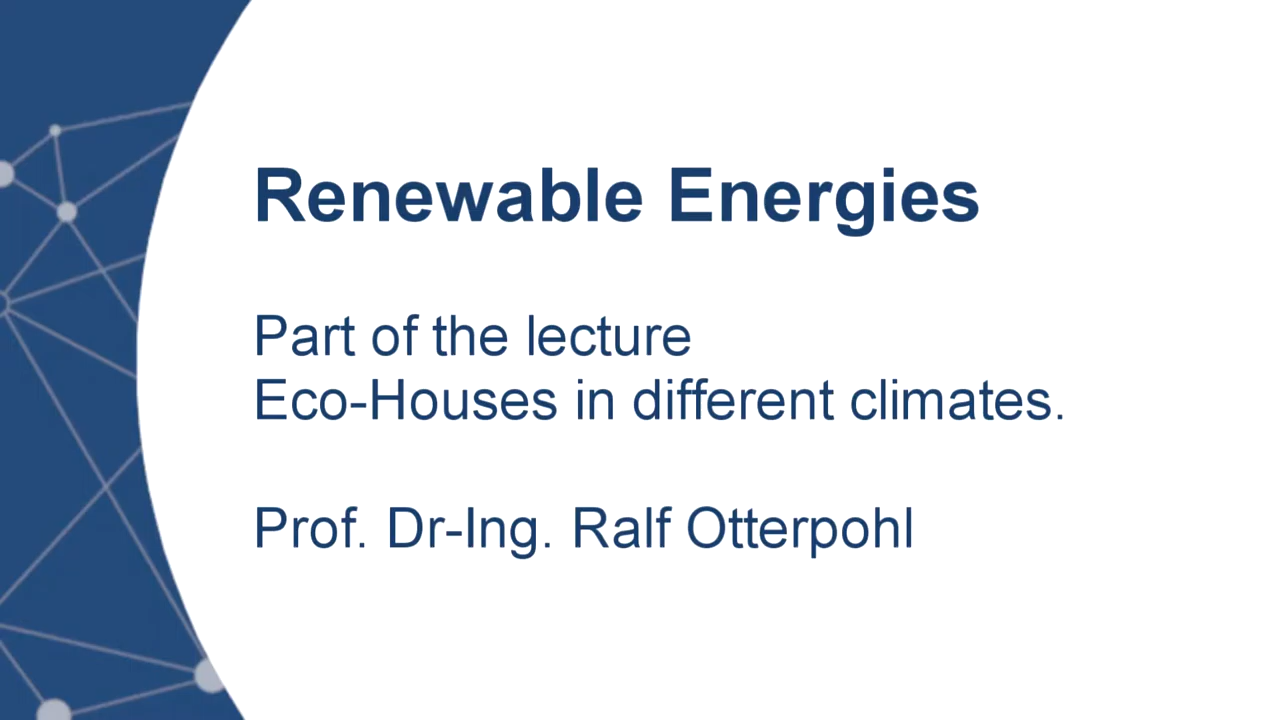 Renewable Energies
Part of the lecture
Eco-Houses in different climates.
Prof. Dr-Ing. Ralf Otterpohl